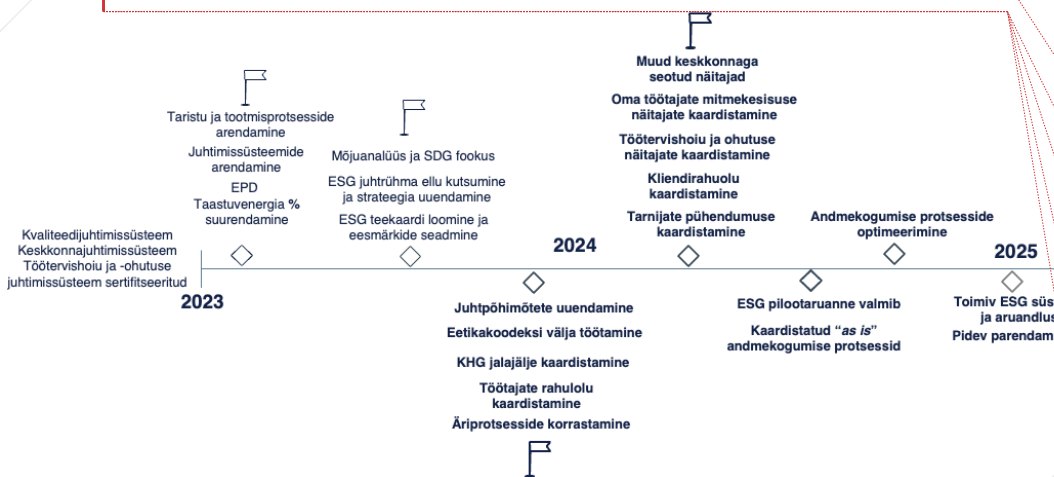 Kvaliteedijuhtimissüsteem
Keskkonnajuhtimissüsteem
Töötervishoiu ja -ohutuse
juhtimissüsteem sertifitseeritud
2023
Taristu ja tootmisprotsesside
arendamine
Juhtimissüsteemide
arendamine
EPD
Taastuvenergia %
suurendamine
Mõjuanalüüs ja SDG fookus
ESG juhtrühma ellu kutsumine
ja strateegia uuendamine
ESG teekaardi loomine ja
eesmärkide seadmine
2024
Juhtpõhimõtete uuendamine
Eetikakoodeksi välja töötamine
KHG jalajälje kaardistamine
Töötajate rahulolu
kaardistamine
Äriprotsesside korrastamine
Muud keskkonnaga
seotud näitajad
Oma töötajate mitmekesisuse
näitajate kaardistamine
Töötervishoiu ja ohutuse
näitajate kaardistamine
Kliendirahuolu
kaardistamine
Tarnijate pühendumuse
kaardistamine
ESG pilootaruanne valmib
Kaardistatud “as is”
andmekogumise protsessid
Andmekogumise protsesside
optimeerimine
2025
Toimiv ESG süs
ja aruandlus
Pidev parendam